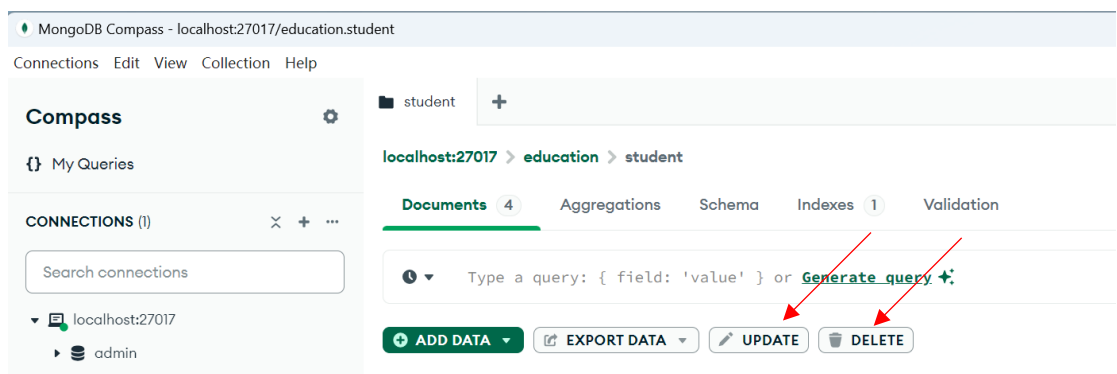 MongoDB Compass - localhost:27017/education.student
Connections Edit View Collection Help
Compass
{} My Queries
CONNECTIONS (1)
Search connections
localhost:27017
admin
student
localhost:27017 > education > student
Documents 4 Aggregations Schema Indexes 1 Validation
Type a query: { field: 'value' } or Generate query
ADD DATA EXPORT DATA UPDATE DELETE